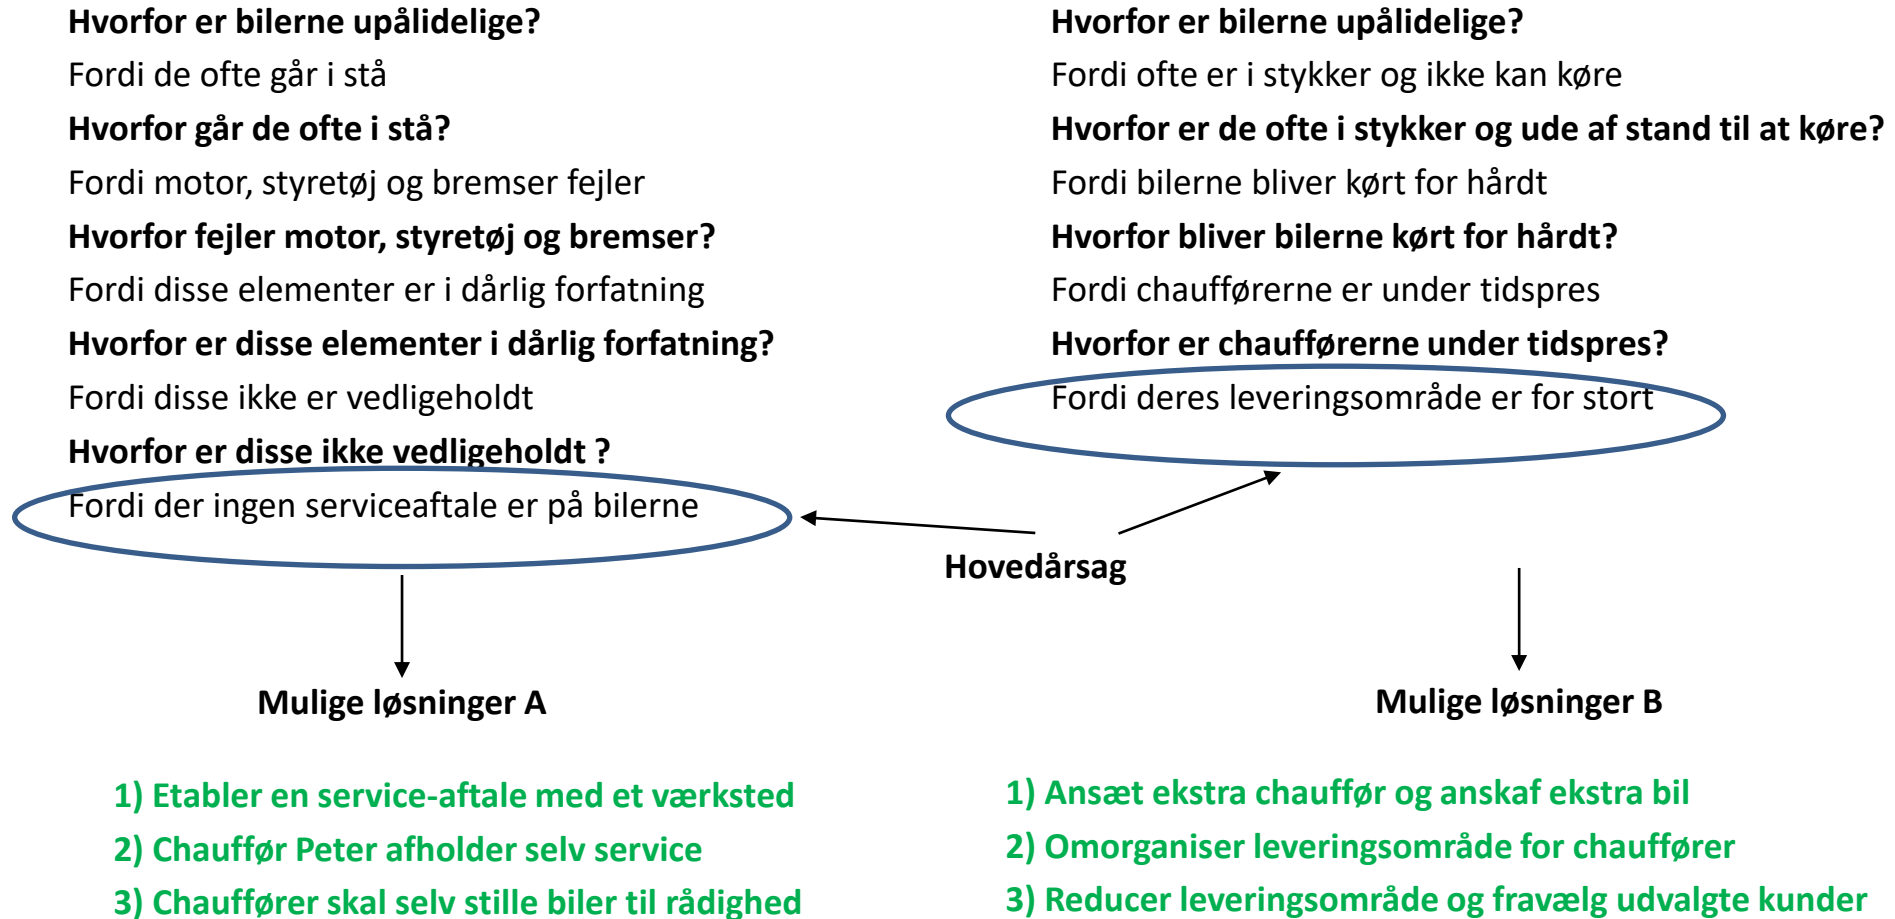 Hvorfor er bilerne upålidelige?
Fordi de ofte går i stå
Hvorfor går de ofte i stå?
Fordi motor, styretøj og bremser fejler
Hvorfor fejler motor, styretøj og bremser?
Fordi disse elementer er i dårlig forfatning
Hvorfor er disse elementer i dårlig forfatning?
Fordi disse ikke er vedligeholdt
Hvorfor er disse ikke vedligeholdt ?
Fordi der ingen serviceaftale er på bilerne
Hvorfor er bilerne upålidelige?
Fordi ofte er i stykker og ikke kan køre
Hvorfor er de ofte i stykker og ude af stand til at køre?
Fordi bilerne bliver kørt for hårdt
Hvorfor bliver bilerne kørt for hårdt?
Fordi chaufførerne er under tidspres
Hvorfor er chaufførerne under tidspres?
Fordi deres leveringsområde er for stort
Hovedårsag
Mulige løsninger A
1) Etabler en service-aftale med et værksted
2) Chauffør Peter afholder selv service
3) Chauffører skal selv stille biler til rådighed
Mulige løsninger B
1) Ansæt ekstra chauffør og anskaf ekstra bil
2) Omorganiser leveringsområde for chauffører
3) Reducer leveringsområde og fravælg udvalgte kunder